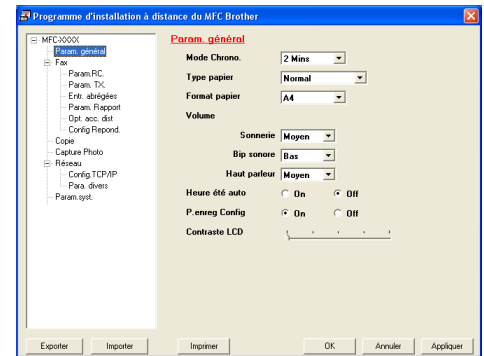 Programme d'installation à distance du MFC Brother
MFC-XXXX
Param. général
Fax
Param.RC.
Param. TX.
Entr. abrégées
Param. Rapport
Opt. acc. dist
Config Repond.
Copie
Capture Photo
Réseau
Config.TCP/IP
Para. divers
Param.syst.
Param. général
Mode Chrono. 2 Mins
Type papier Normal
Format papier A4
Volume
Sonnerie Moyen
Bip sonore Bas
Haut parleur Moyen
Heure été auto On Off
P.enreg Config On Off
Contraste LCD
Exporter Importer Imprimer OK Annuler Appliquer